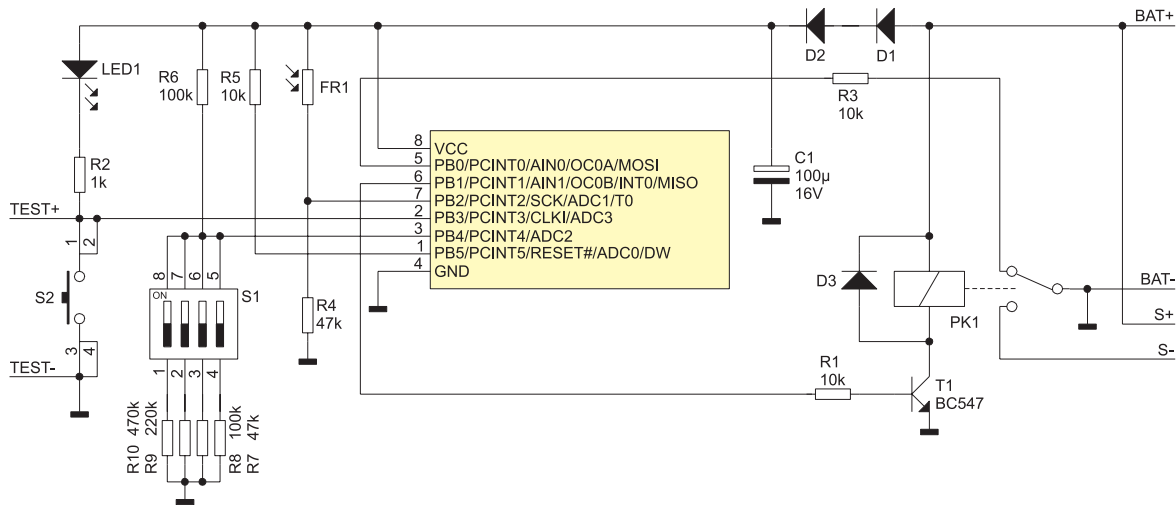 BAT+
LED1
D2
D1
R6
100k
R5
10k
FR1
R3
10k
8
VCC
5
PB0/PCINT0/AIN0/OC0A/MOSI
6
PB1/PCINT1/AIN1/OC0B/INT0/MISO
7
PB2/PCINT2/SCK/ADC1/T0
2
PB3/PCINT3/CLKI/ADC3
3
PB4/PCINT4/ADC2
1
PB5/PCINT5/RESET#/ADC0/DW
4
GND
C1
100µ
16V
R2
1k
TEST+
1
2
S2
3
4
TEST-
8
7
6
5
ON
S1
1
2
3
4
R4
47k
D3
PK1
BAT-
S+
S-
R1
10k
T1
BC547
R10 470k
R9 220k
R8 100k
R7 47k